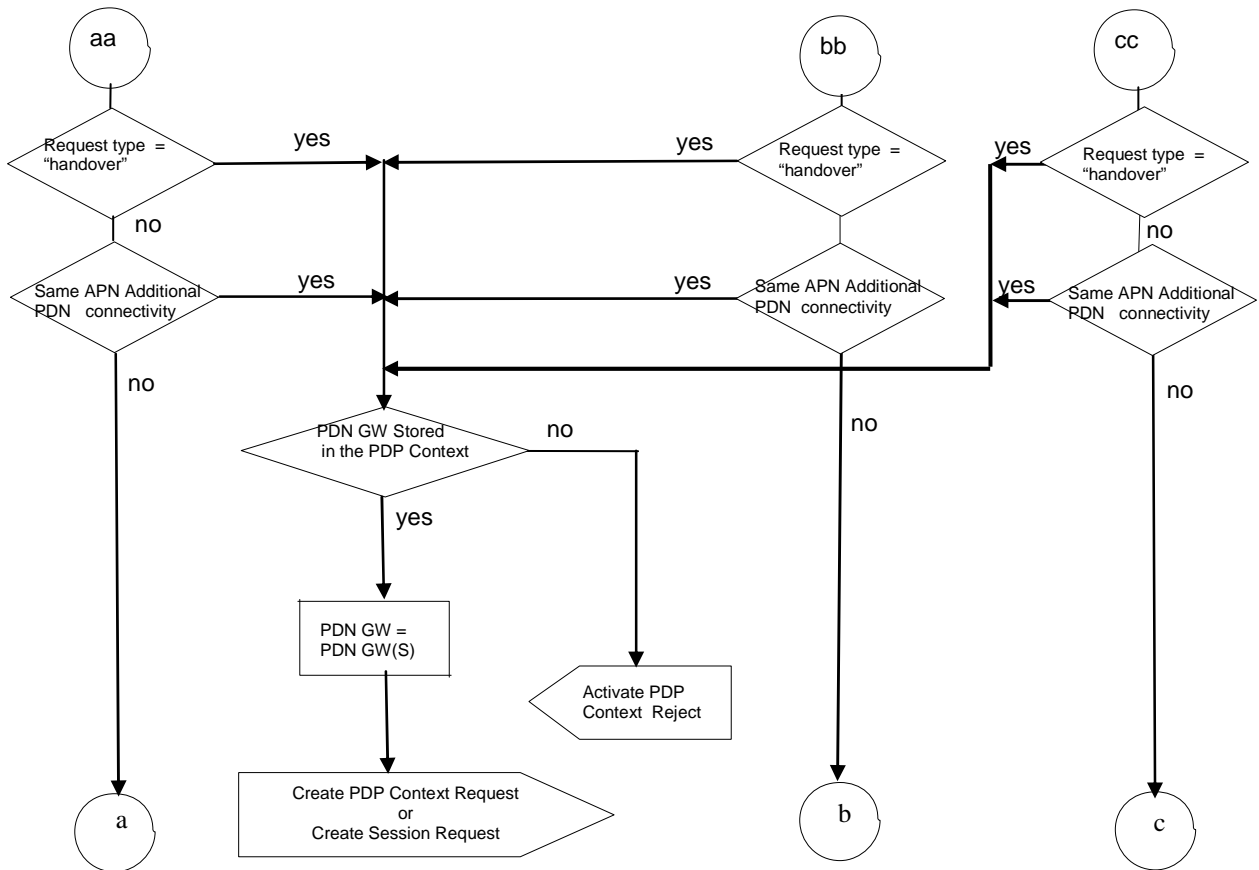 aa
bb
cc
Request type =
“handover”
yes
yes
Request type =
“handover”
yes
Request type =
“handover”
no
no
Same APN Additional
PDN connectivity
yes
yes
Same APN Additional
PDN connectivity
yes
Same APN Additional
PDN connectivity
no
no
no
PDN GW Stored
in the PDP Context
no
yes
PDN GW =
PDN GW(S)
Activate PDP
Context Reject
Create PDP Context Request
or
Create Session Request
a
b
c